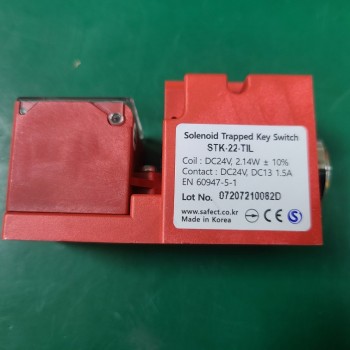 Solenoid Trapped Key Switch
STK-22-TIL
Coil : DC24V, 2.14W ± 10%
Contact : DC24V, DC13 1.5A
EN 60947-5-1
Lot No. 07207210082D
www.safect.co.kr
Made in Korea